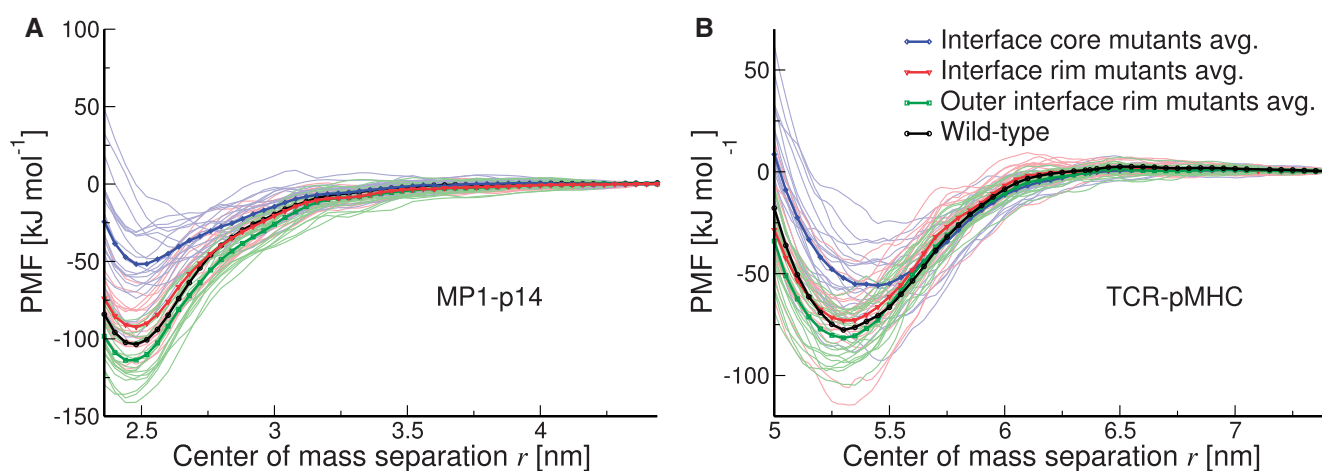 A
PMF [kJ mol⁻¹]
100
50
0
-50
-100
-150
MP1-p14
2.5
3
3.5
4
Center of mass separation r [nm]
B
PMF [kJ mol⁻¹]
50
0
-50
-100
Interface core mutants avg.
Interface rim mutants avg.
Outer interface rim mutants avg.
Wild-type
TCR-pMHC
5
5.5
6
6.5
7
Center of mass separation r [nm]